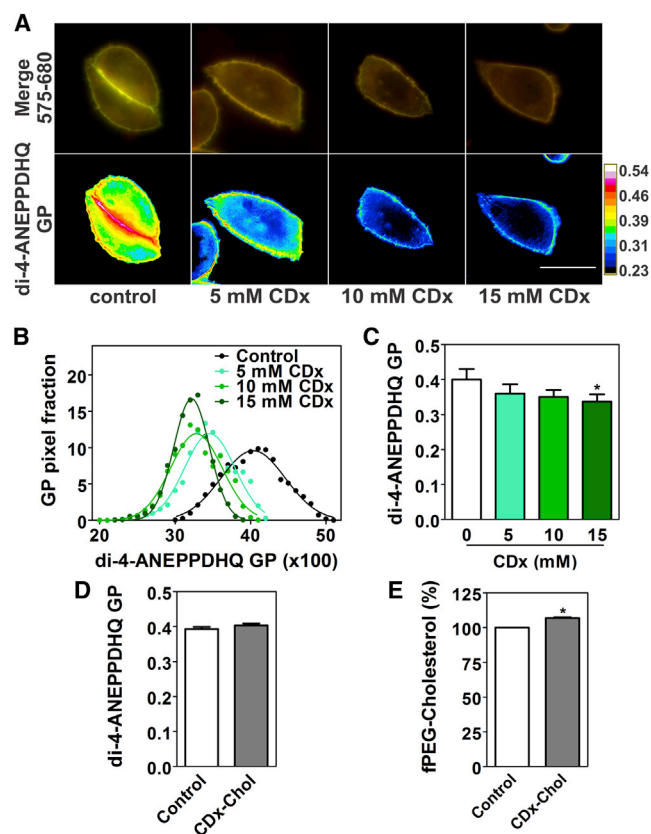 A
Merge
575-680
di-4-ANEPPDHQ
GP
0.54
0.46
0.39
0.31
0.23
control
5 mM CDx
10 mM CDx
15 mM CDx
B
GP pixel fraction
20
15
10
5
0
Control
5 mM CDx
10 mM CDx
15 mM CDx
20
30
40
50
di-4-ANEPPDHQ GP (x100)
C
di-4-ANEPPDHQ GP
0.5
0.4
0.3
0.2
0.1
0.0
*
0
5
10
15
CDx (mM)
D
di-4-ANEPPDHQ GP
0.5
0.4
0.3
0.2
0.1
0.0
Control
CDx-Chol
E
fPEG-Cholesterol (%)
125
100
75
50
25
0
*
Control
CDx-Chol